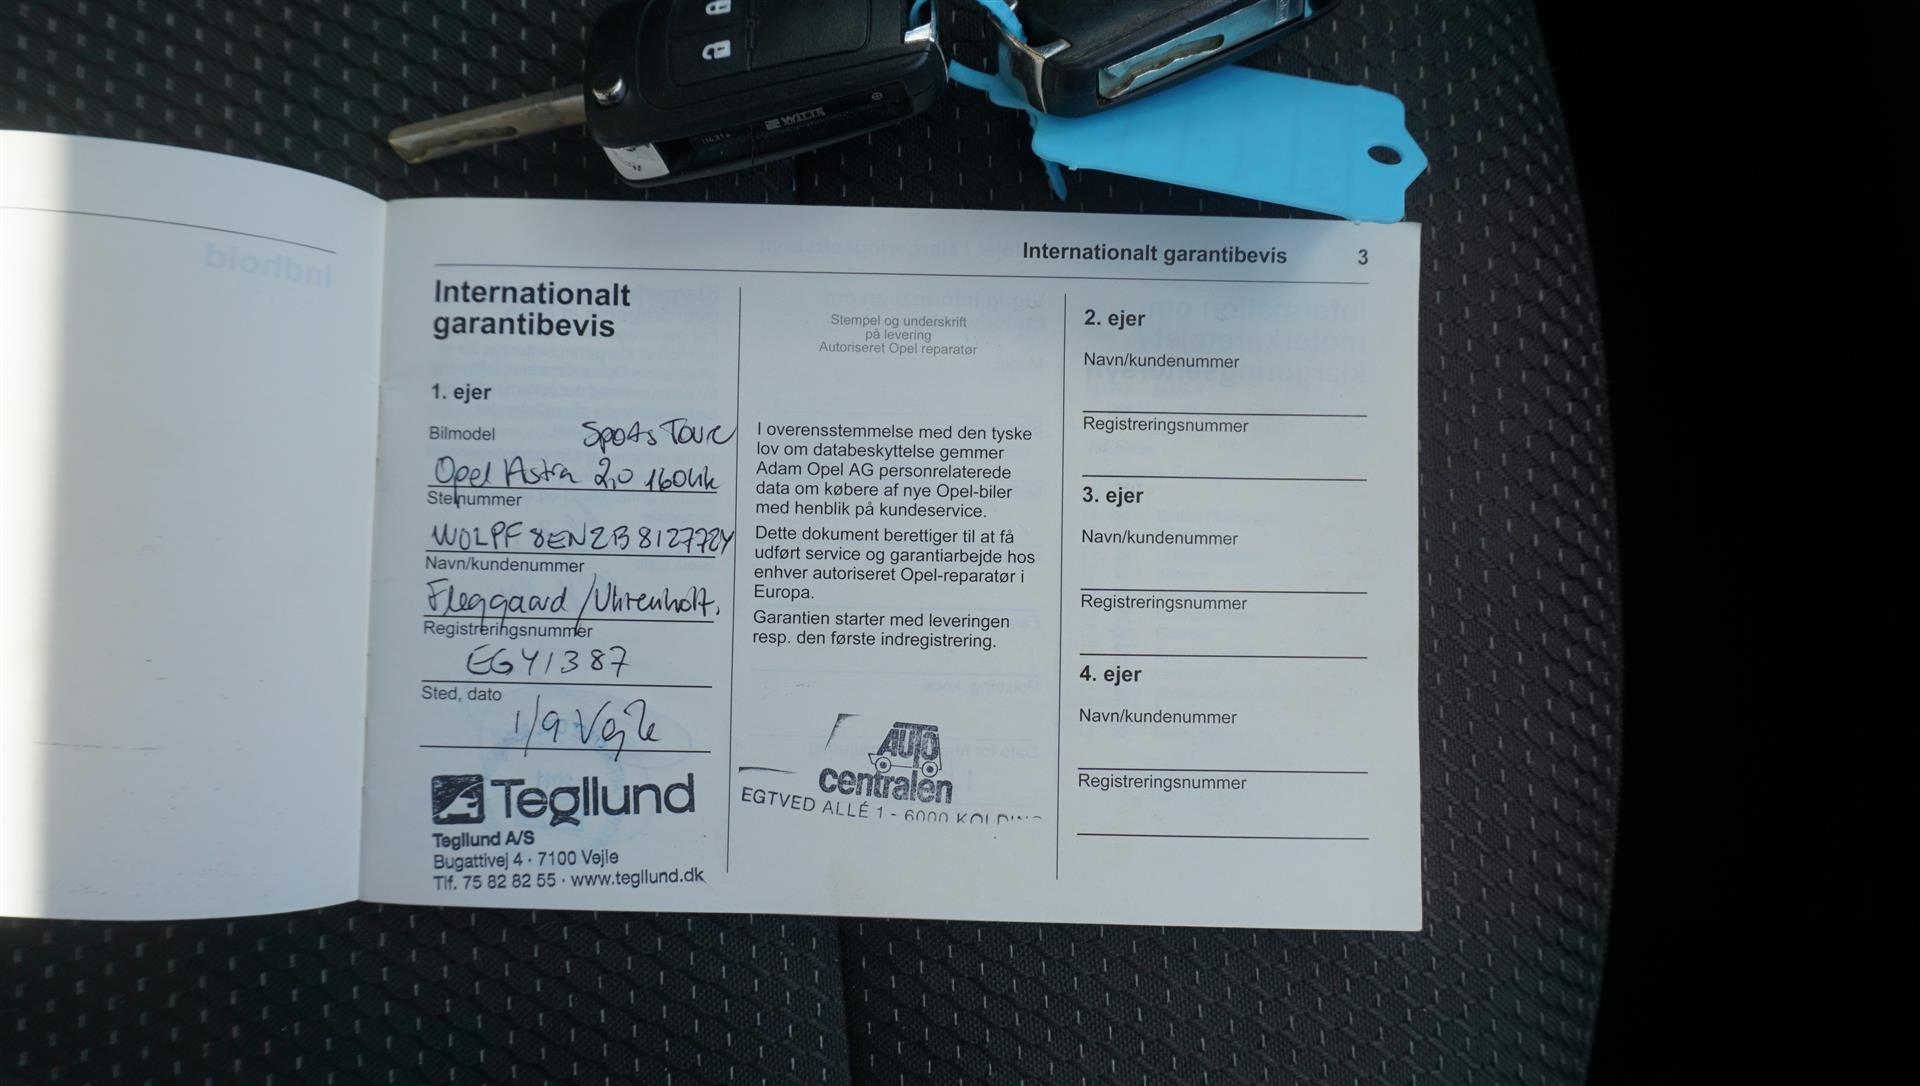 Internationalt garantibevis 3
Internationalt
garantibevis
1. ejer
Bilmodel
Sports Tourer
Opel Astra 2,0 160hk
Stelnummer
W0LPF8EN2B8127724
Navn/kundenummer
Fleggaard / Uhrenholt.
Registreringsnummer
EG41387
Sted, dato
1/9 Vejle
Tegllund
Tegllund A/S
Bugattivej 4 · 7100 Vejle
Tlf. 75 82 82 55 · www.tegllund.dk
Stempel og underskrift
på levering
Autoriseret Opel reparatør
I overensstemmelse med den tyske
lov om databeskyttelse gemmer
Adam Opel AG personrelaterede
data om købere af nye Opel-biler
med henblik på kundeservice.
Dette dokument berettiger til at få
udført service og garantiarbejde hos
enhver autoriseret Opel-reparatør i
Europa.
Garantien starter med leveringen
resp. den første indregistrering.
AUTO
centralen
EGTVED ALLÉ 1 - 6000 KOLDING
2. ejer
Navn/kundenummer
Registreringsnummer
3. ejer
Navn/kundenummer
Registreringsnummer
4. ejer
Navn/kundenummer
Registreringsnummer
Indhold